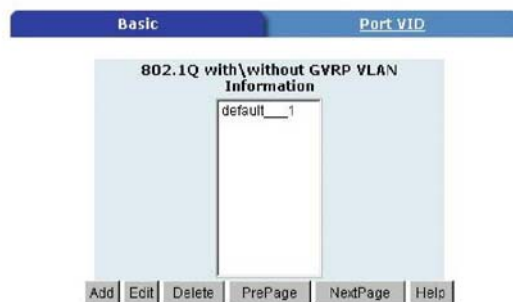 Basic Port VID
802.1Q with\without GVRP VLAN
Information
default___1
Add Edit Delete PrePage NextPage Help